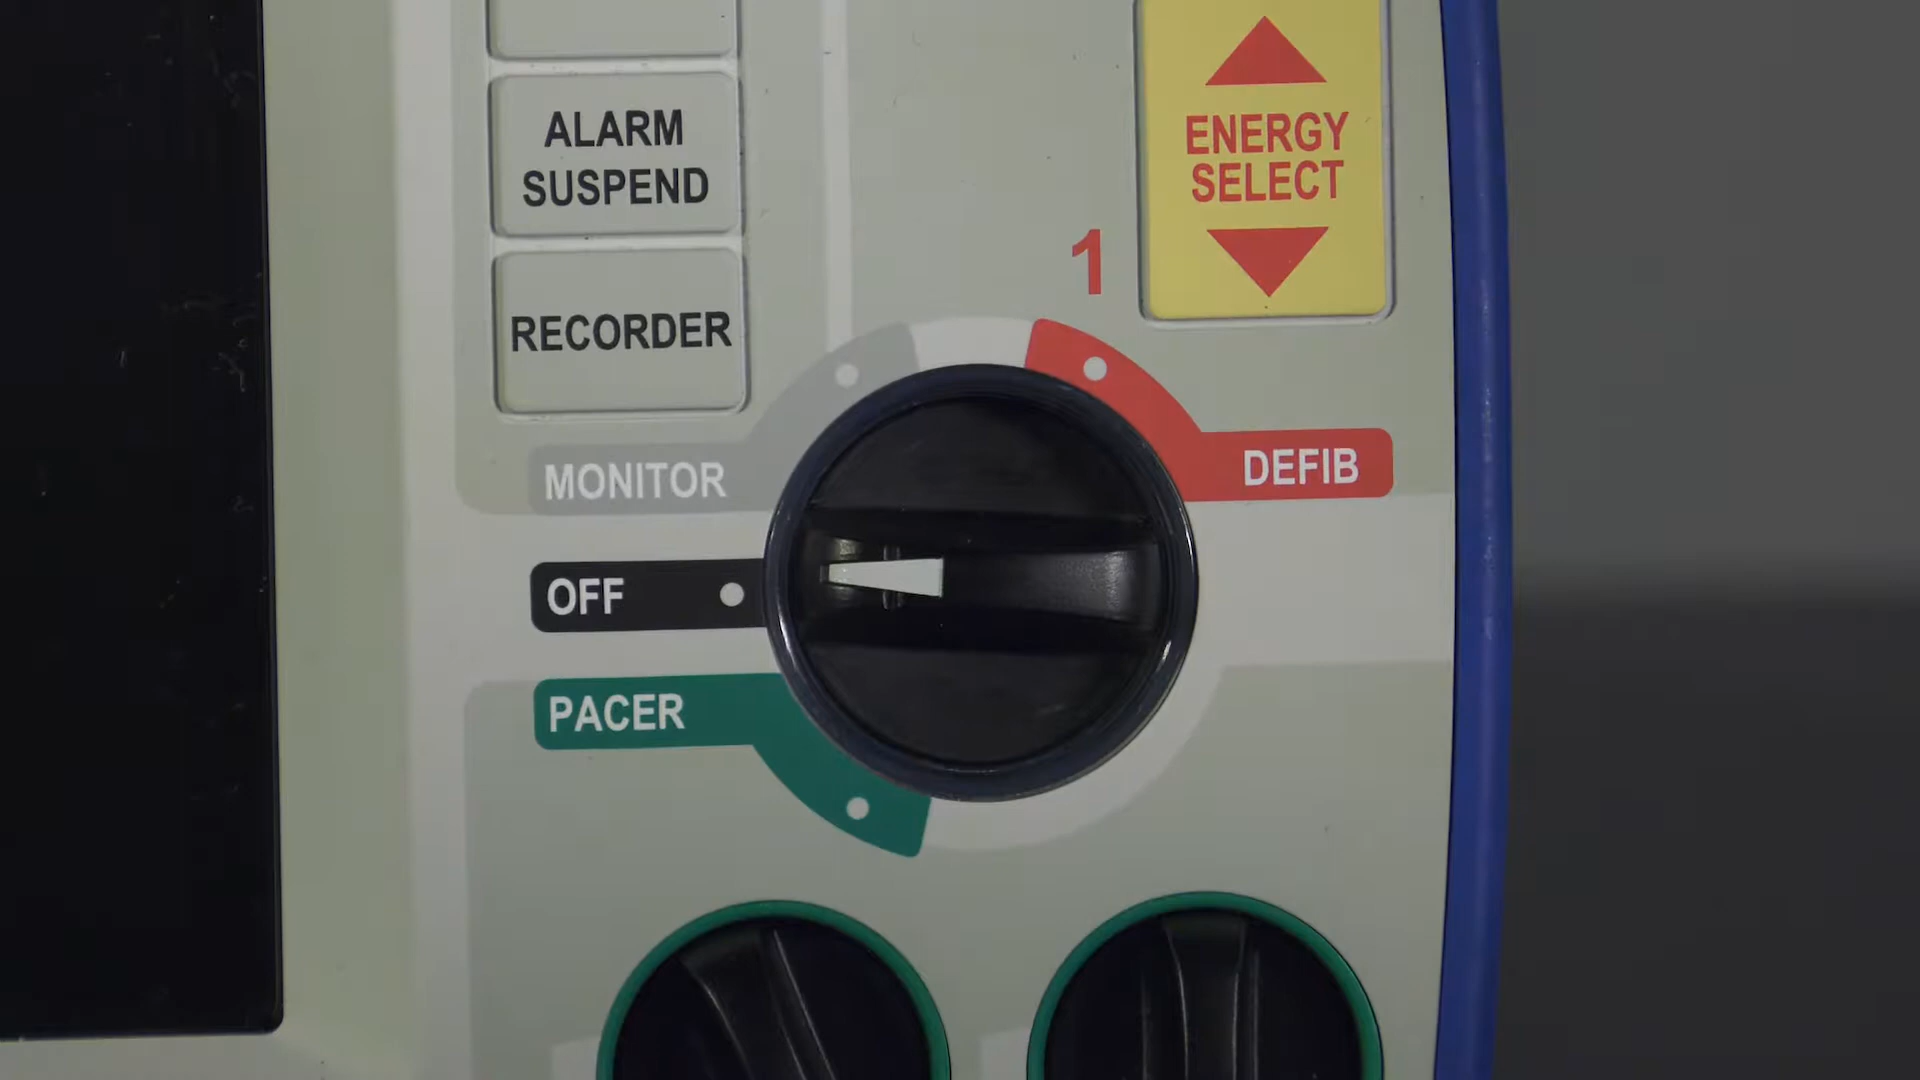 ALARM
SUSPEND
RECORDER
ENERGY
SELECT
1
MONITOR
DEFIB
OFF
PACER